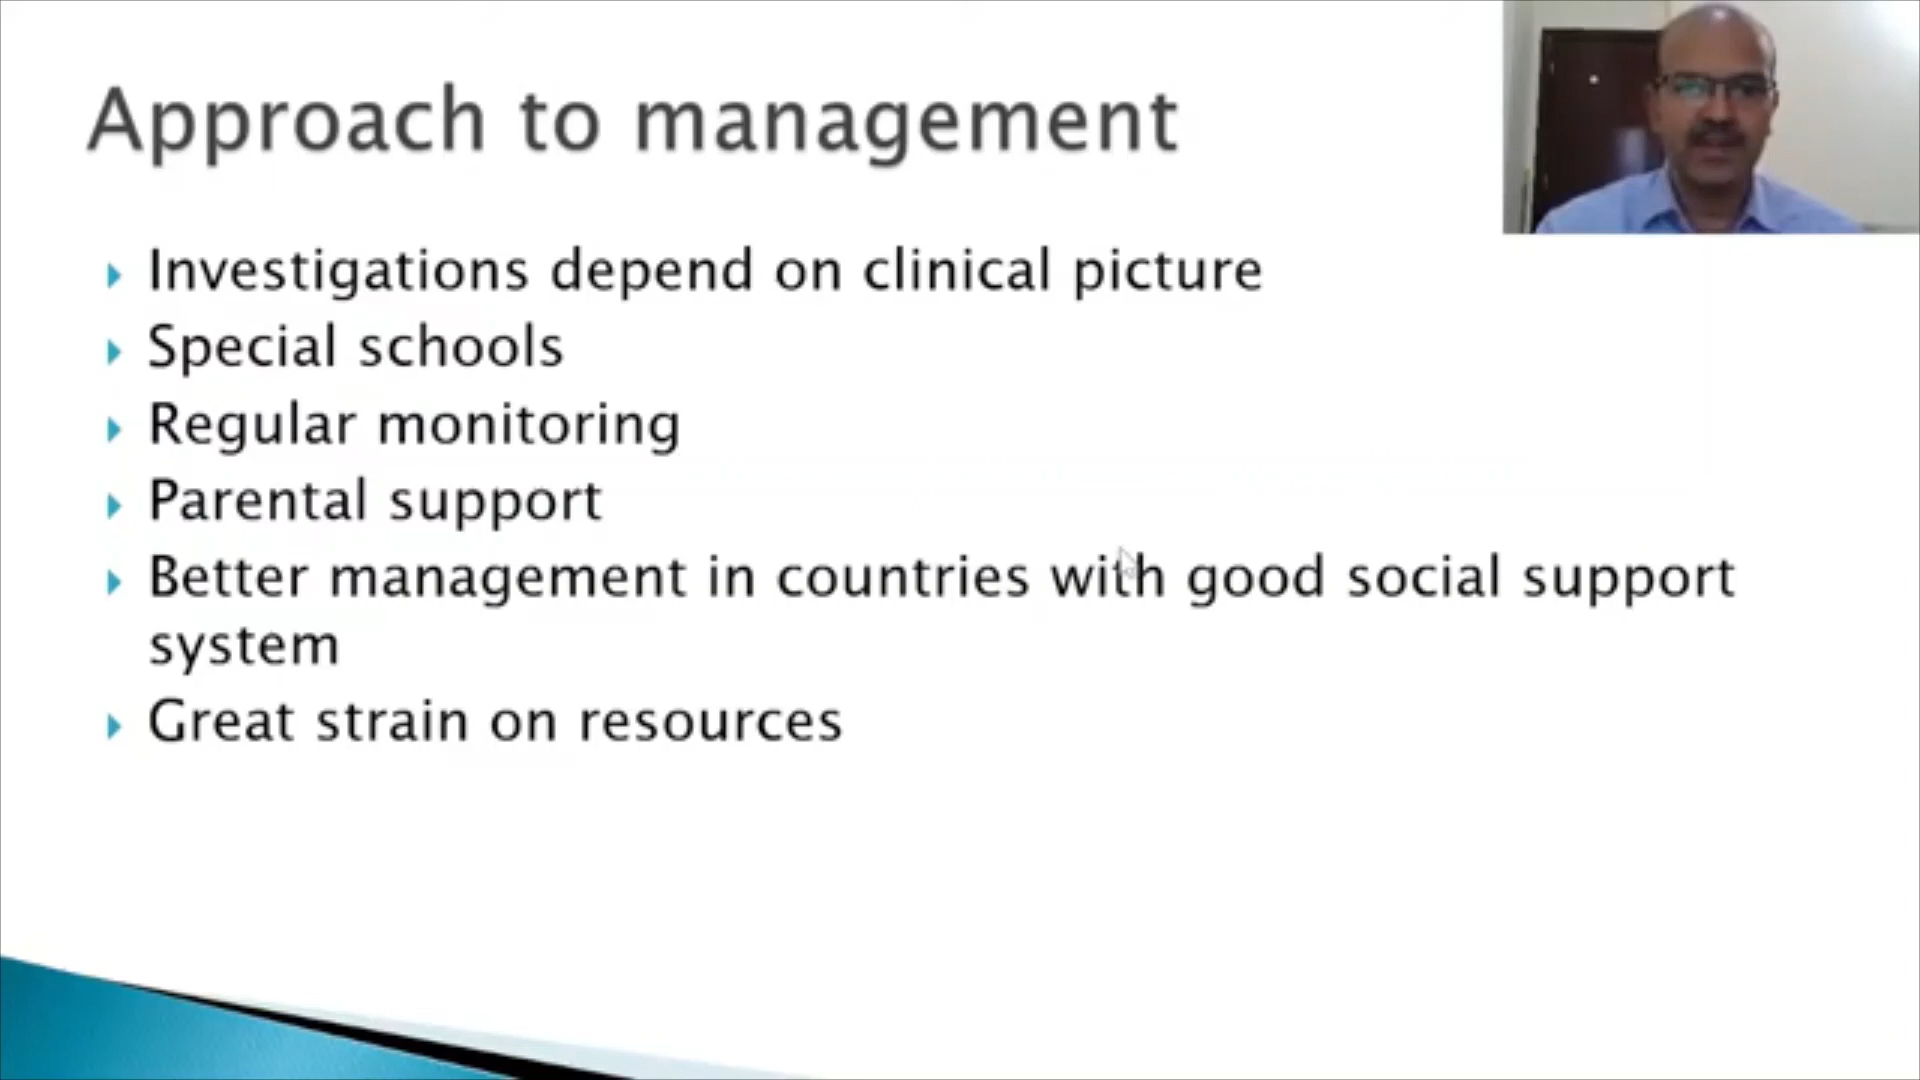 Approach to management
Investigations depend on clinical picture
Special schools
Regular monitoring
Parental support
Better management in countries with good social support
system
Great strain on resources